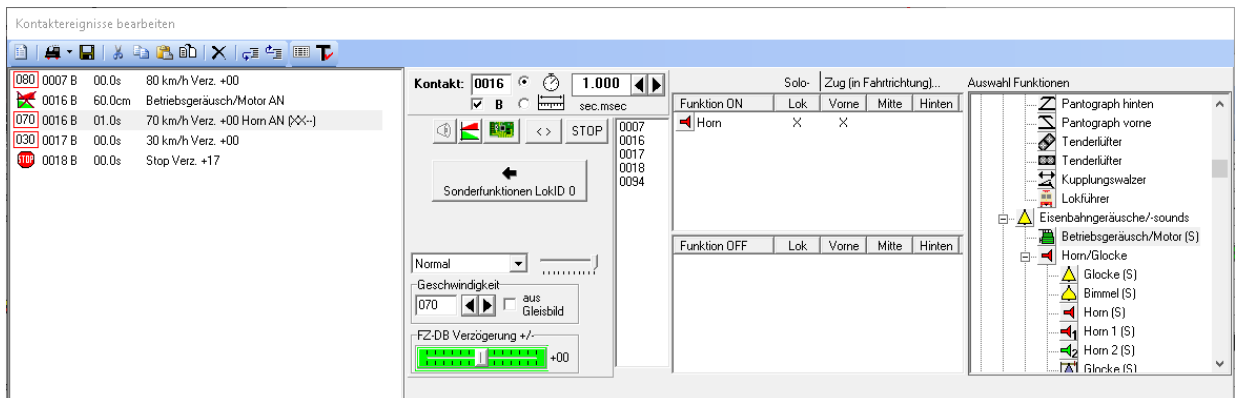 Kontaktereignisse bearbeiten
080 0007 B 00.0s 80 km/h Verz. +00
0016 B 60.0cm Betriebsgeräusch/Motor AN
070 0016 B 01.0s 70 km/h Verz. +00 Horn AN (XX--)
030 0017 B 00.0s 30 km/h Verz. +00
STOP 0018 B 00.0s Stop Verz. +17
Kontakt: 0016 1.000
B sec.msec
< > STOP
Sonderfunktionen LokID 0
Normal
Geschwindigkeit
070 aus Gleisbild
FZ-DB Verzögerung +/-
+00
0007
0016
0017
0018
0094
Solo- Zug (in Fahrtrichtung)...
Funktion ON Lok Vorne Mitte Hinten
Horn X X
Funktion OFF Lok Vorne Mitte Hinten
Auswahl Funktionen
Pantograph hinten
Pantograph vorne
Tenderlüfter
Tenderlüfter
Kupplungswalzer
Lokführer
Eisenbahngeräusche/-sounds
Betriebsgeräusch/Motor (S)
Horn/Glocke
Glocke (S)
Bimmel (S)
Horn (S)
1 Horn 1 (S)
2 Horn 2 (S)
Glocke (S)